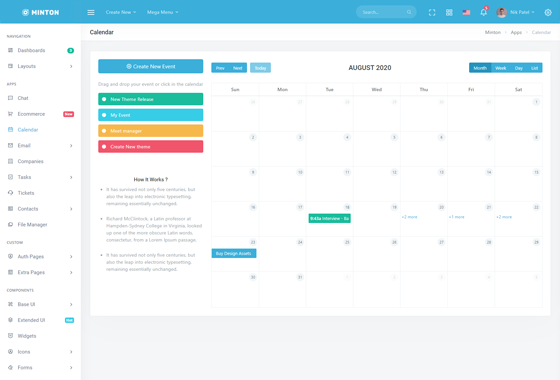 MINTON
Create New
Mega Menu
Search...
5
Nik Patel
NAVIGATION
Dashboards
Layouts
APPS
Chat
Ecommerce
New
Calendar
Email
Companies
Tasks
Tickets
Contacts
File Manager
CUSTOM
Auth Pages
Extra Pages
COMPONENTS
Base UI
Extended UI
Hot
Widgets
Icons
Forms
Calendar
Minton > Apps > Calendar
Create New Event
Drag and drop your event or click in the calendar
New Theme Release
My Event
Meet manager
Create New theme
How It Works ?
It has survived not only five centuries, but
also the leap into electronic typesetting,
remaining essentially unchanged.
Richard McClintock, a Latin professor at
Hampden-Sydney College in Virginia, looked
up one of the more obscure Latin words,
consectetur, from a Lorem Ipsum passage.
It has survived not only five centuries, but
also the leap into electronic typesetting,
remaining essentially unchanged.
Prev Next Today
AUGUST 2020
Month Week Day List
Sun Mon Tue Wed Thu Fri Sat
26 27 28 29 30 31 1
2 3 4 5 6 7 8
9 10 11 12 13 14 15
16 17 18 19 20 21 22
8:43a Interview - Ba
+2 more +7 more +2 more
23 24 25 26 27 28 29
Buy Design Assets
30 31 1 2 3 4 5